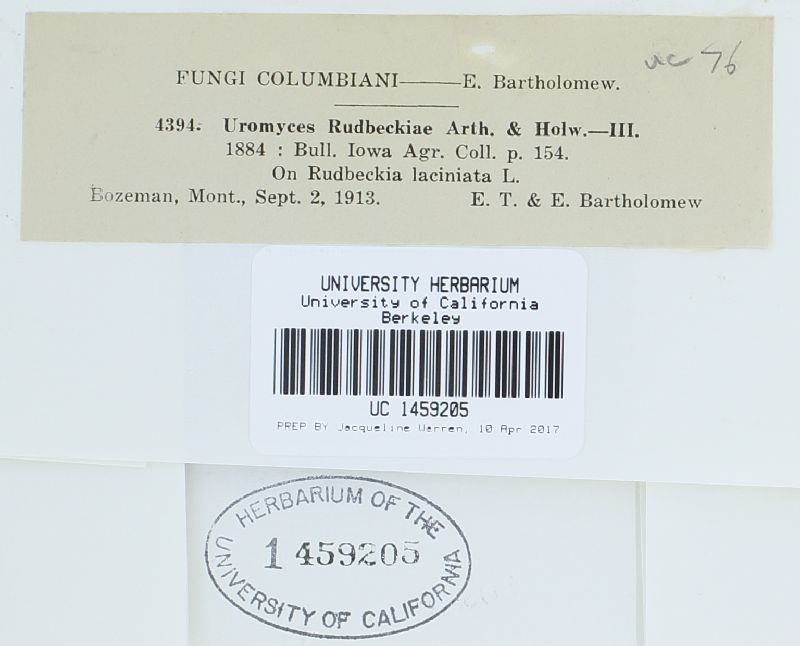 uc 76
FUNGI COLUMBIANI——E. Bartholomew.
4394. Uromyces Rudbeckiae Arth. & Holw.—III.
1884 : Bull. Iowa Agr. Coll. p. 154.
On Rudbeckia laciniata L.
Bozeman, Mont., Sept. 2, 1913. E. T. & E. Bartholomew
UNIVERSITY HERBARIUM
University of California
Berkeley
UC 1459205
PREP BY Jacqueline Warren, 10 Apr 2017
HERBARIUM OF THE
1 459205
UNIVERSITY OF CALIFORNIA